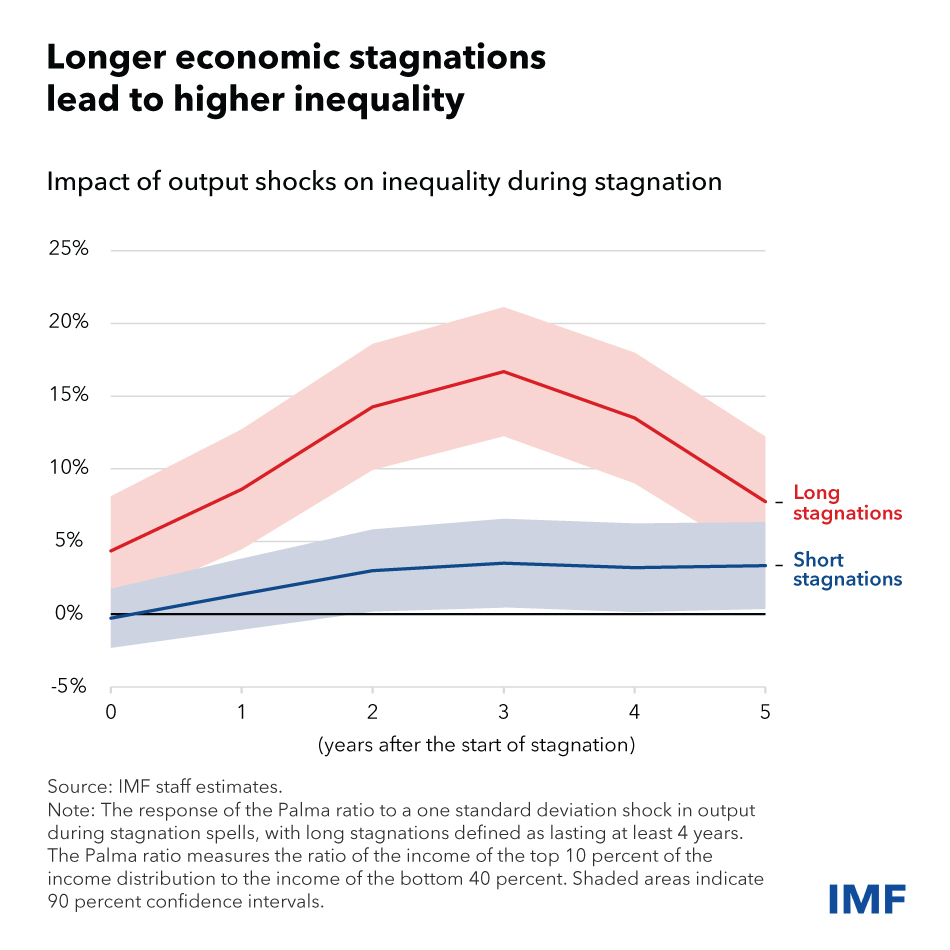 Longer economic stagnations
lead to higher inequality
Impact of output shocks on inequality during stagnation
25%
20%
15%
10%
5%
0%
-5%
Long
stagnations
Short
stagnations
0 1 2 3 4 5
(years after the start of stagnation)
Source: IMF staff estimates.
Note: The response of the Palma ratio to a one standard deviation shock in output
during stagnation spells, with long stagnations defined as lasting at least 4 years.
The Palma ratio measures the ratio of the income of the top 10 percent of the
income distribution to the income of the bottom 40 percent. Shaded areas indicate
90 percent confidence intervals.
IMF